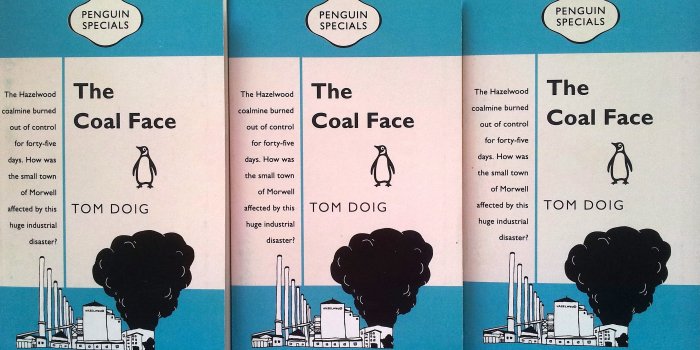 PENGUIN
SPECIALS
The Hazelwood
coalmine burned
out of control
for forty-five
days. How was
the small town
of Morwell
affected by this
huge industrial
disaster?
The
Coal Face
TOM DOIG
HAZELWOOD
PENGUIN
SPECIALS
The Hazelwood
coalmine burned
out of control
for forty-five
days. How was
the small town
of Morwell
affected by this
huge industrial
disaster?
The
Coal Face
TOM DOIG
HAZELWOOD
PENGUIN
SPECIALS
The Hazelwood
coalmine burned
out of control
for forty-five
days. How was
the small town
of Morwell
affected by this
huge industrial
disaster?
The
Coal Face
TOM DOIG
HAZELWOOD